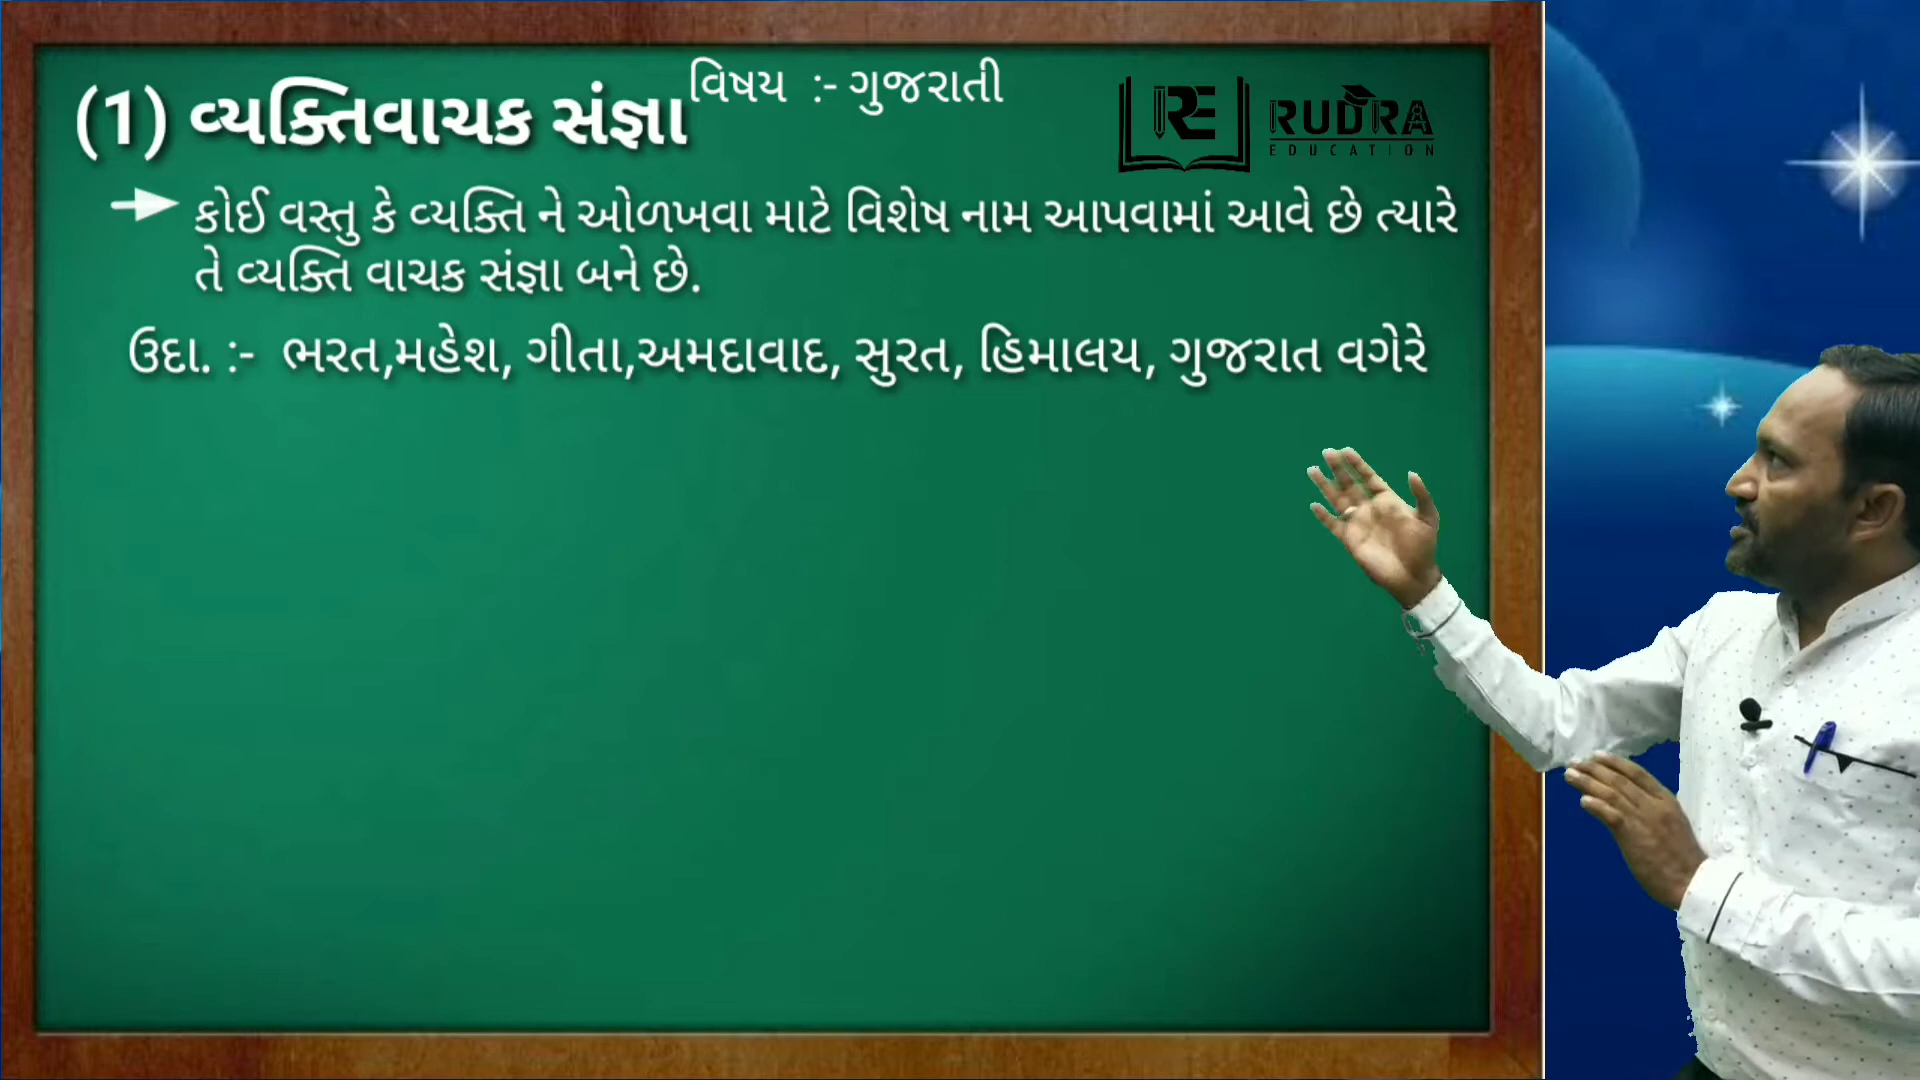 વિષય :- ગુજરાતી
(1) વ્યક્તિવાચક સંજ્ઞા
RE RUDRA
EDUCATION
કોઈ વસ્તુ કે વ્યક્તિ ને ઓળખવા માટે વિશેષ નામ આપવામાં આવે છે ત્યારે
તે વ્યક્તિ વાચક સંજ્ઞા બને છે.
ઉદા. :- ભરત,મહેશ, ગીતા,અમદાવાદ, સુરત, હિમાલય, ગુજરાત વગેરે